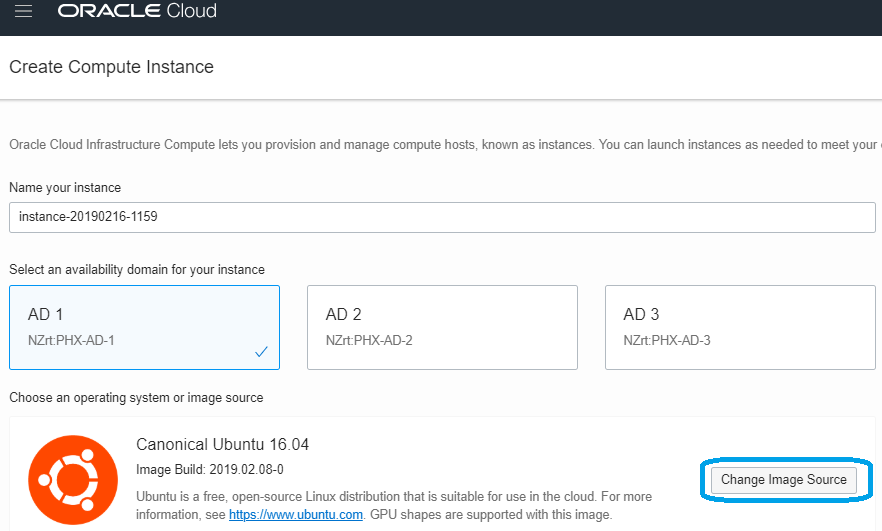 ORACLE Cloud
Create Compute Instance
Oracle Cloud Infrastructure Compute lets you provision and manage compute hosts, known as instances. You can launch instances as needed to meet your
Name your instance
instance-20190216-1159
Select an availability domain for your instance
AD 1
NZrt:PHX-AD-1
AD 2
NZrt:PHX-AD-2
AD 3
NZrt:PHX-AD-3
Choose an operating system or image source
Canonical Ubuntu 16.04
Image Build: 2019.02.08-0
Ubuntu is a free, open-source Linux distribution that is suitable for use in the cloud. For more
information, see https://www.ubuntu.com. GPU shapes are supported with this image.
Change Image Source